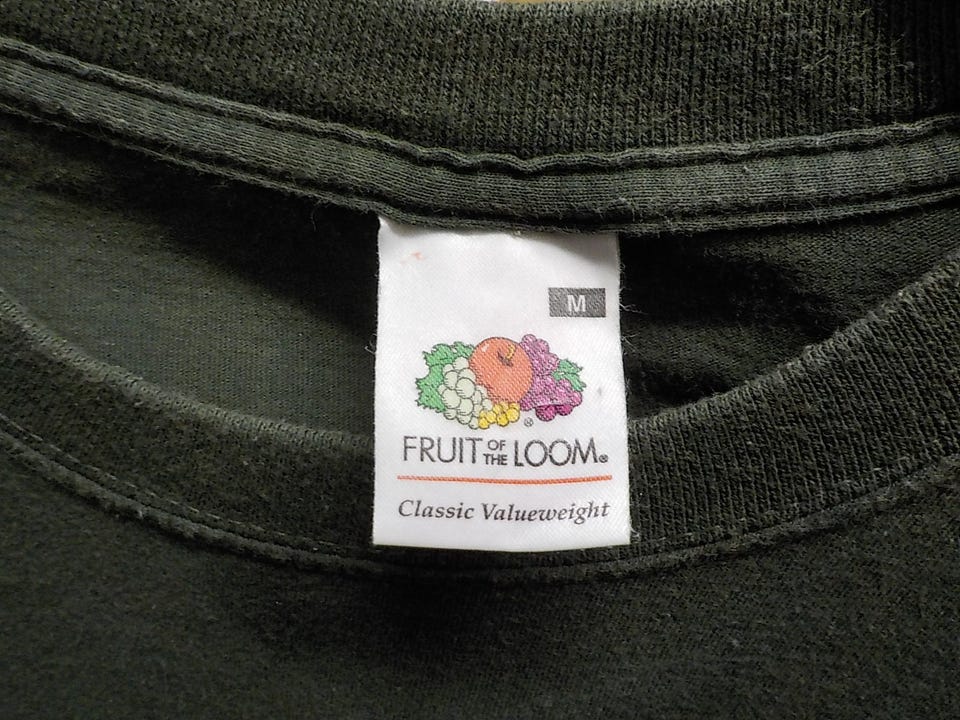 M
®
FRUIT OF THE LOOM®
Classic Valueweight